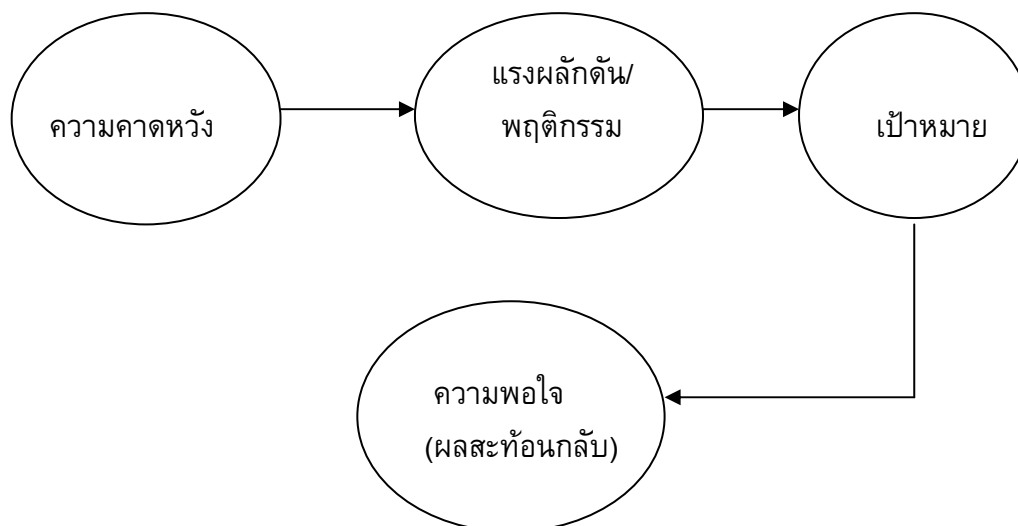 ความคาดหวัง
แรงผลักดัน/
พฤติกรรม
เป้าหมาย
ความพอใจ
(ผลสะท้อนกลับ)